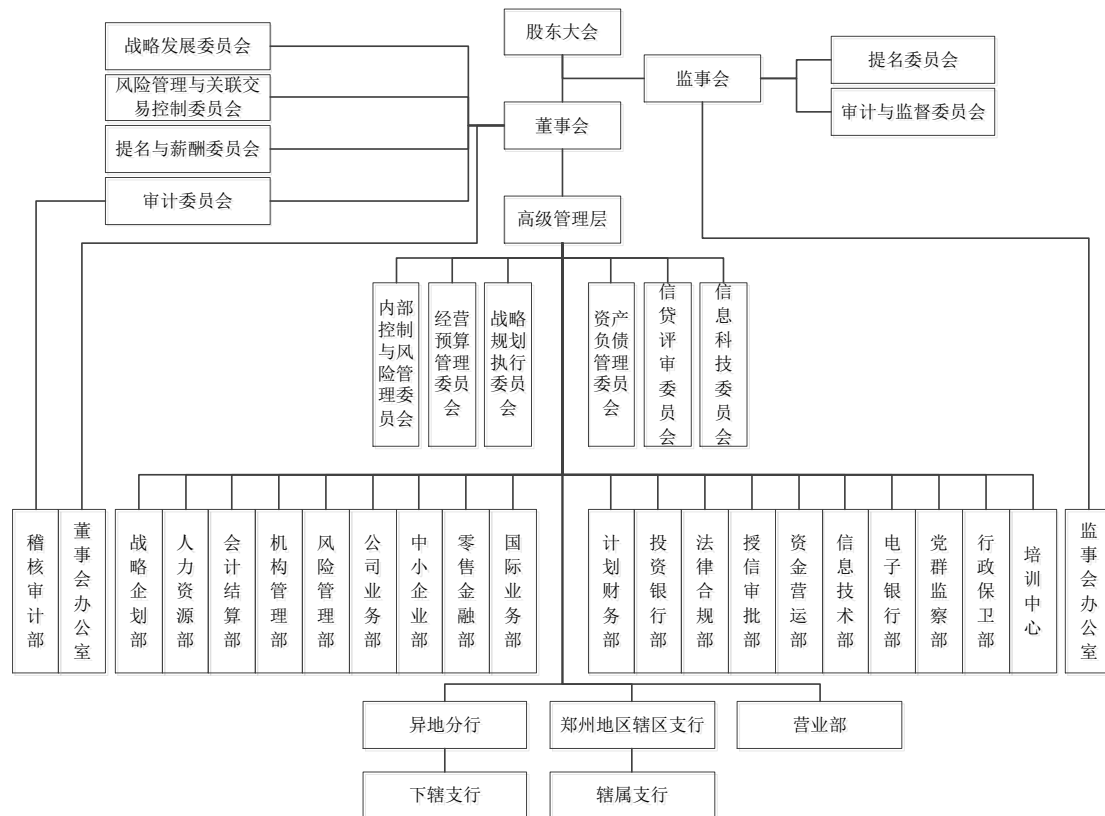 股东大会
战略发展委员会
监事会
提名委员会
风险管理与关联交
易控制委员会
审计与监督委员会
董事会
提名与薪酬委员会
审计委员会
高级管理层
内部
控制
与风
险管
理委
员会
经营
预算
管理
委员
会
战略
规划
执行
委员
会
资产
负债
管理
委员
会
信贷评审委员会
信息科技委员会
稽核审计部
董事会办公室
战略企划部
人力资源部
会计结算部
机构管理部
风险管理部
公司业务部
中小企业部
零售金融部
国际业务部
计划财务部
投资银行部
法律合规部
授信审批部
资金营运部
信息技术部
电子银行部
党群监察部
行政保卫部
培训中心
监事会办公室
异地分行
郑州地区辖区支行
营业部
下辖支行
辖属支行